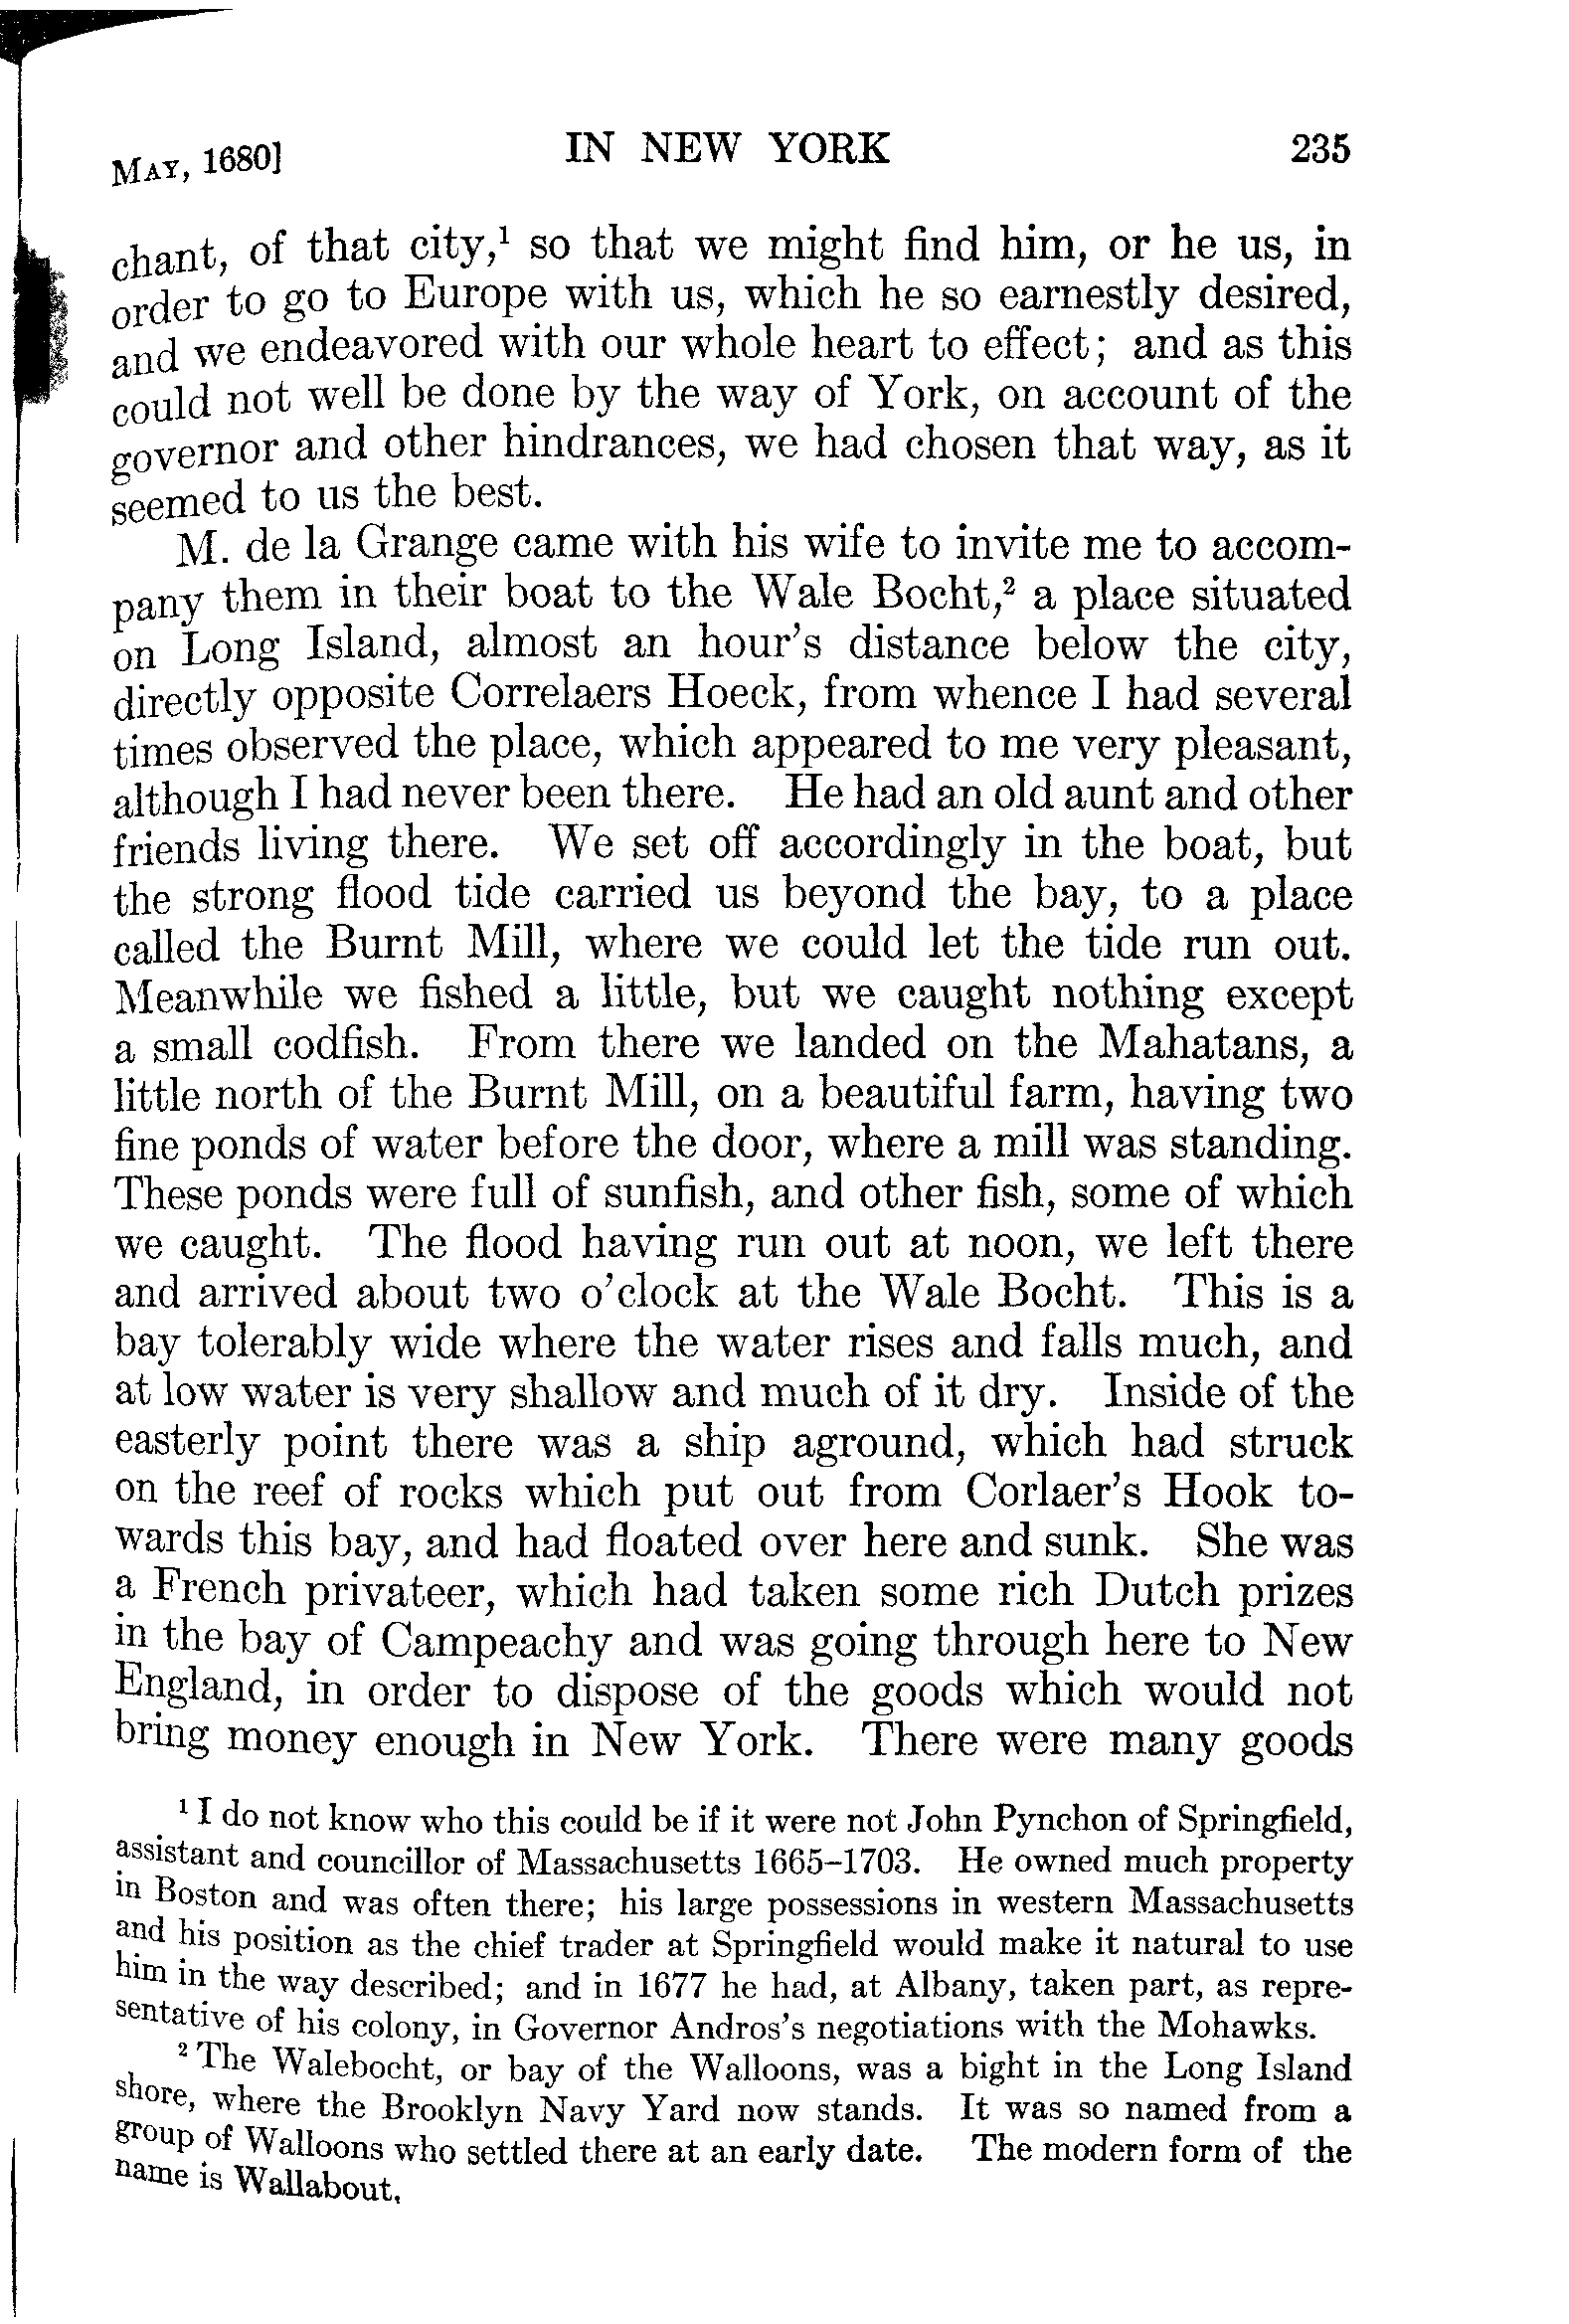 MAY, 1680] IN NEW YORK 235
chant, of that city,¹ so that we might find him, or he us, in
order to go to Europe with us, which he so earnestly desired,
and we endeavored with our whole heart to effect; and as this
could not well be done by the way of York, on account of the
governor and other hindrances, we had chosen that way, as it
seemed to us the best.
M. de la Grange came with his wife to invite me to accom-
pany them in their boat to the Wale Bocht,² a place situated
on Long Island, almost an hour's distance below the city,
directly opposite Correlaers Hoeck, from whence I had several
times observed the place, which appeared to me very pleasant,
although I had never been there. He had an old aunt and other
friends living there. We set off accordingly in the boat, but
the strong flood tide carried us beyond the bay, to a place
called the Burnt Mill, where we could let the tide run out.
Meanwhile we fished a little, but we caught nothing except
a small codfish. From there we landed on the Mahatans, a
little north of the Burnt Mill, on a beautiful farm, having two
fine ponds of water before the door, where a mill was standing.
These ponds were full of sunfish, and other fish, some of which
we caught. The flood having run out at noon, we left there
and arrived about two o'clock at the Wale Bocht. This is a
bay tolerably wide where the water rises and falls much, and
at low water is very shallow and much of it dry. Inside of the
easterly point there was a ship aground, which had struck
on the reef of rocks which put out from Corlaer's Hook to-
wards this bay, and had floated over here and sunk. She was
a French privateer, which had taken some rich Dutch prizes
in the bay of Campeachy and was going through here to New
England, in order to dispose of the goods which would not
bring money enough in New York. There were many goods
¹ I do not know who this could be if it were not John Pynchon of Springfield,
assistant and councillor of Massachusetts 1665–1703. He owned much property
in Boston and was often there; his large possessions in western Massachusetts
and his position as the chief trader at Springfield would make it natural to use
him in the way described; and in 1677 he had, at Albany, taken part, as repre-
sentative of his colony, in Governor Andros's negotiations with the Mohawks.
² The Walebocht, or bay of the Walloons, was a bight in the Long Island
shore, where the Brooklyn Navy Yard now stands. It was so named from a
group of Walloons who settled there at an early date. The modern form of the
name is Wallabout.